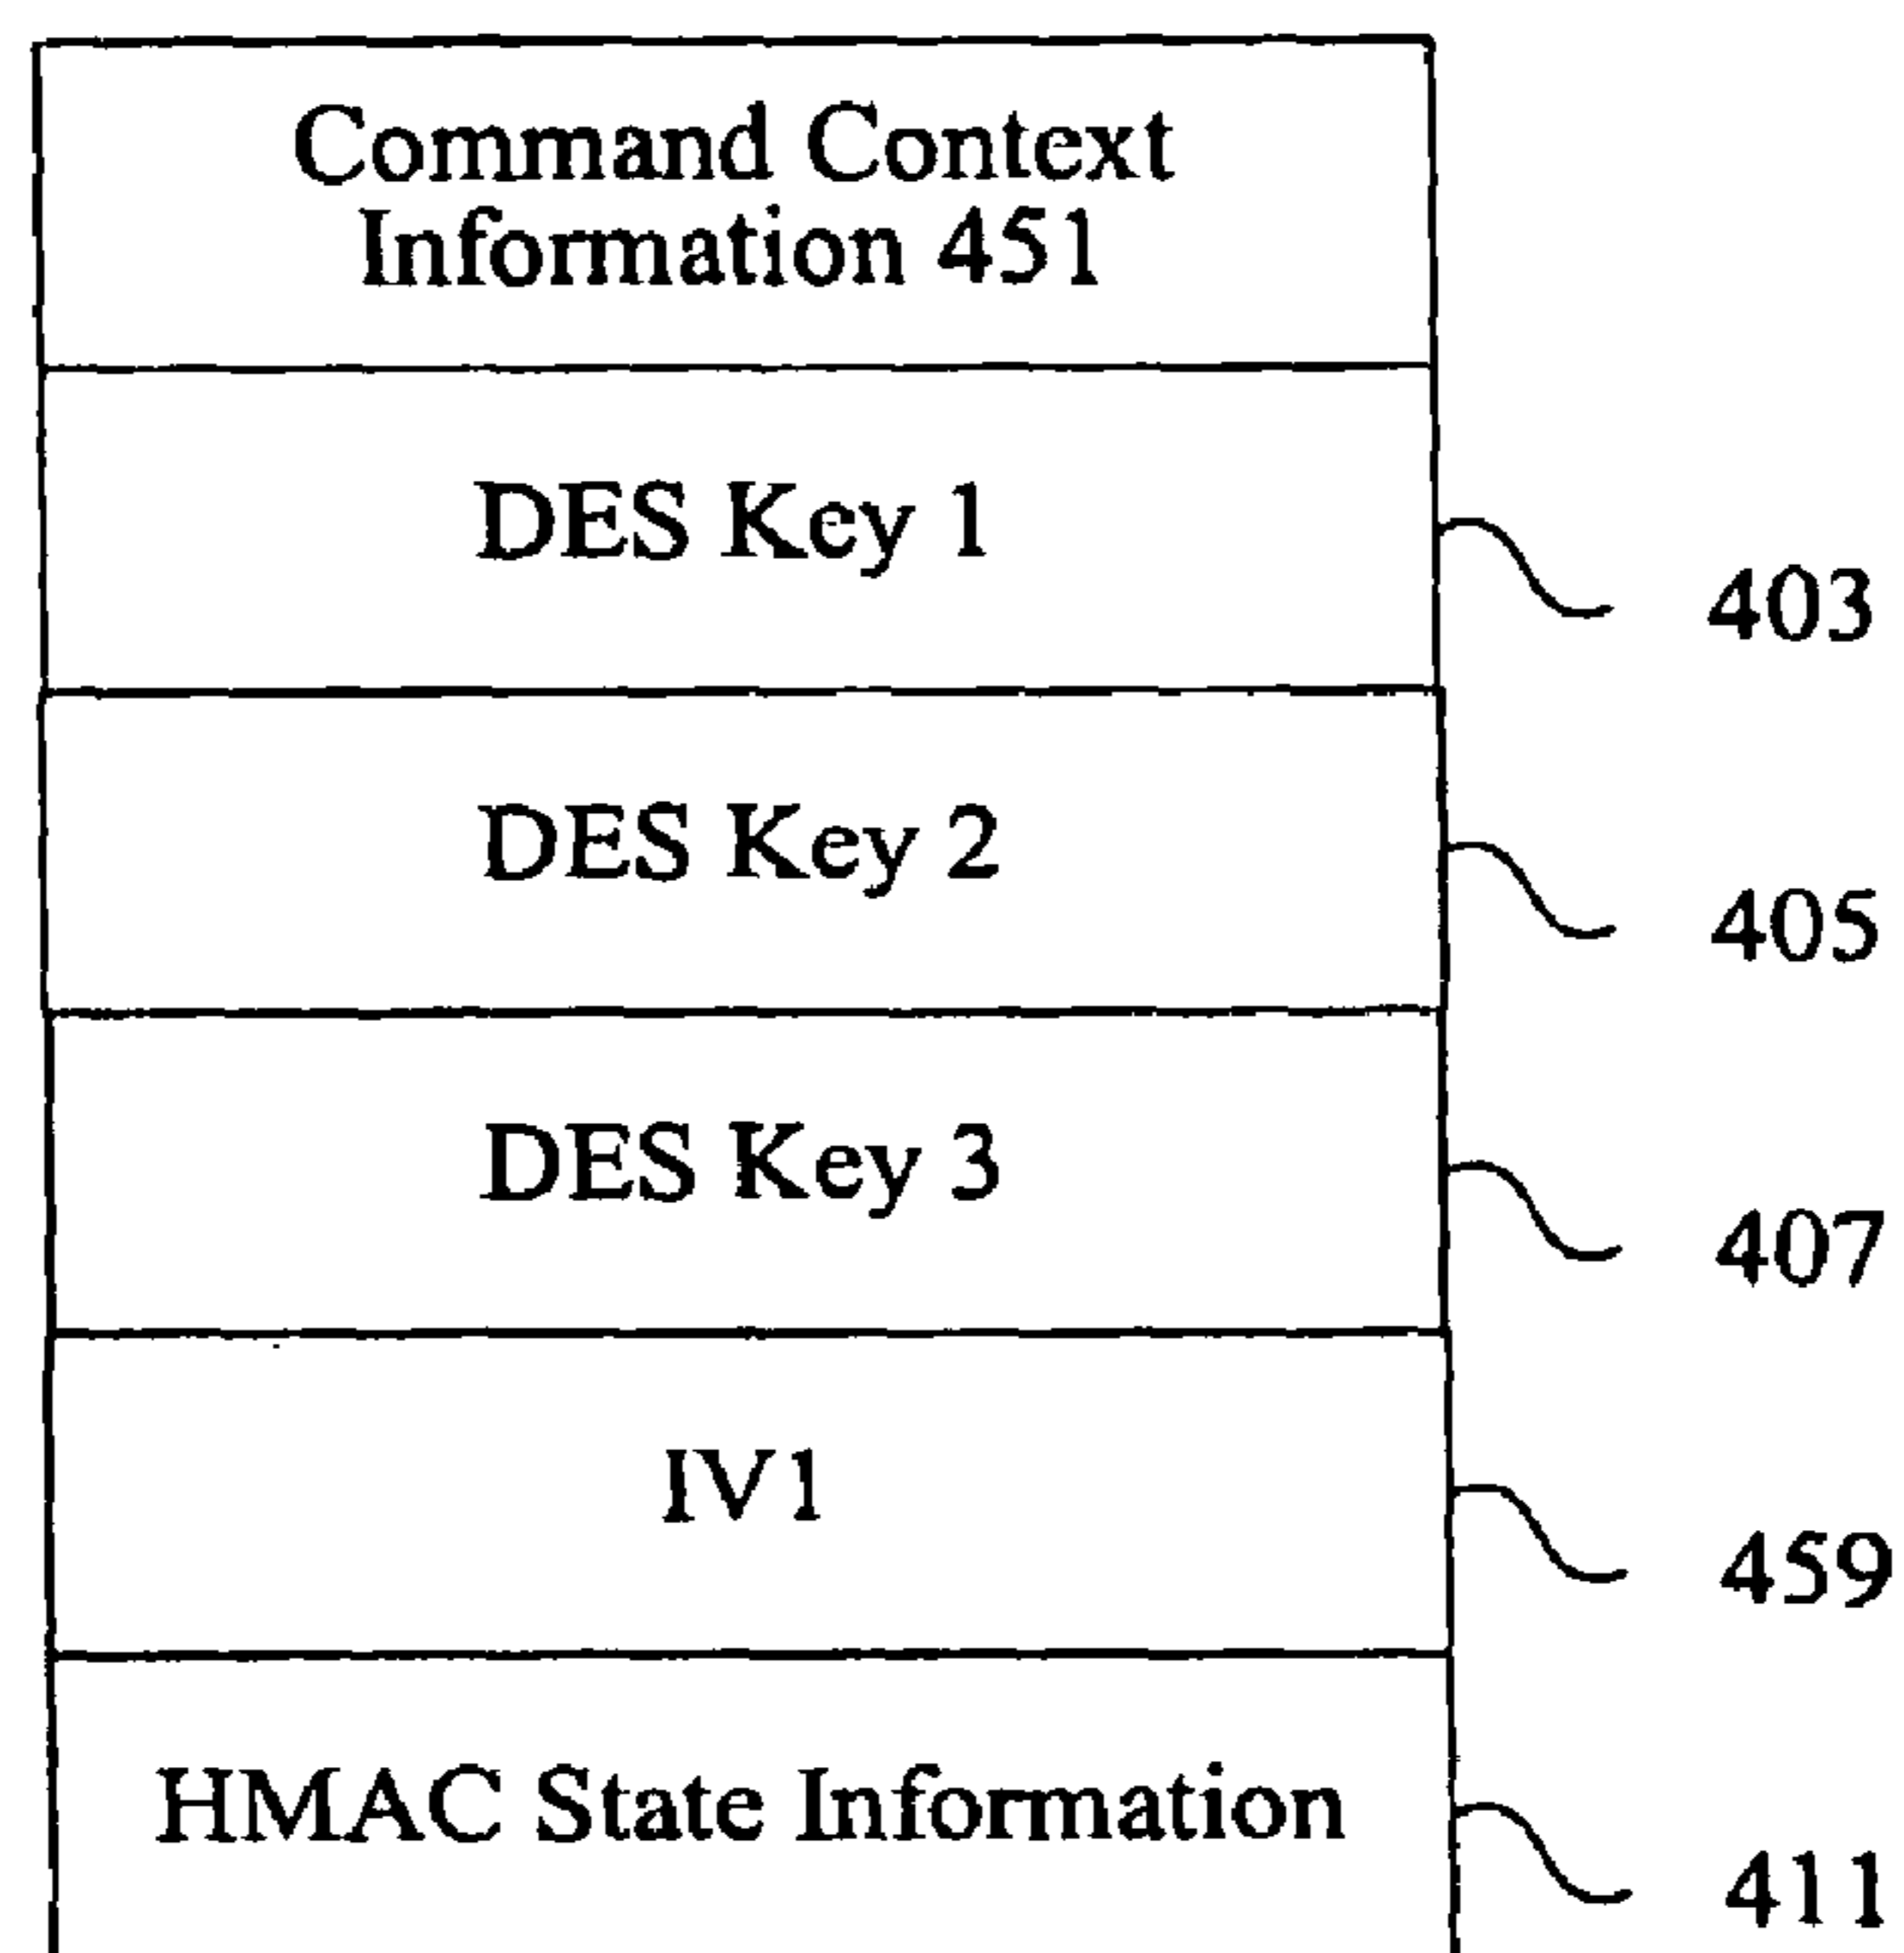 Command Context
Information 451
DES Key 1
403
DES Key 2
405
DES Key 3
407
IV1
459
HMAC State Information
411